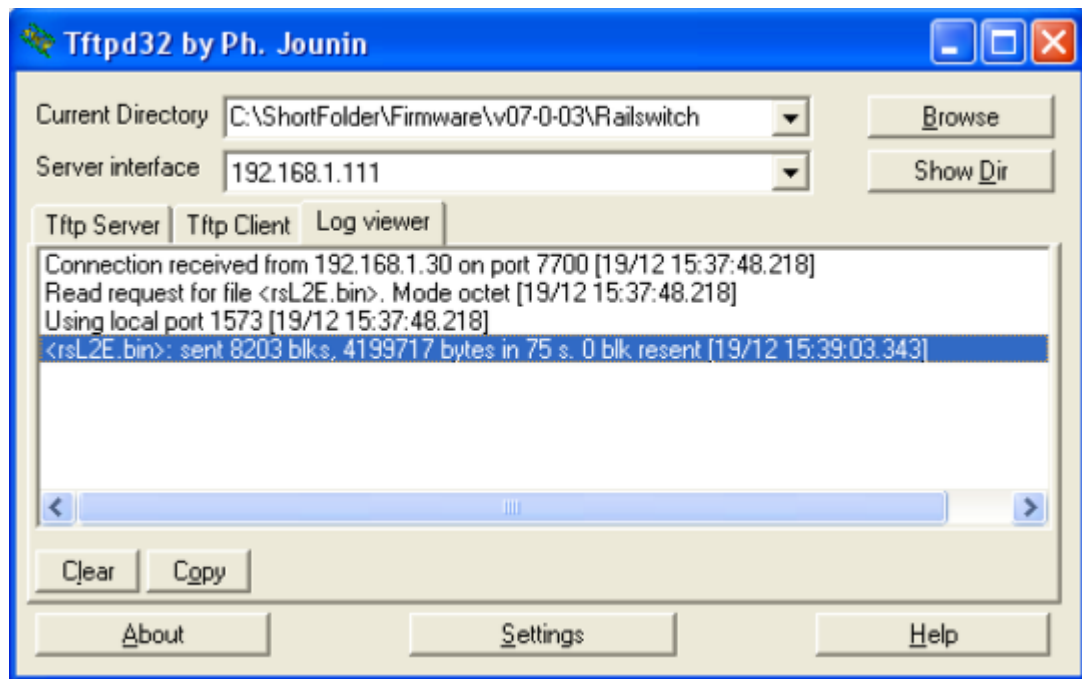 Tftpd32 by Ph. Jounin
Current Directory C:\ShortFolder\Firmware\v07-0-03\Railswitch Browse
Server interface 192.168.1.111 Show Dir
Tftp Server Tftp Client Log viewer
Connection received from 192.168.1.30 on port 7700 [19/12 15:37:48.218]
Read request for file <rsL2E.bin>. Mode octet [19/12 15:37:48.218]
Using local port 1573 [19/12 15:37:48.218]
<rsL2E.bin>: sent 8203 blks, 4199717 bytes in 75 s. 0 blk resent [19/12 15:39:03.343]
Clear Copy
About Settings Help